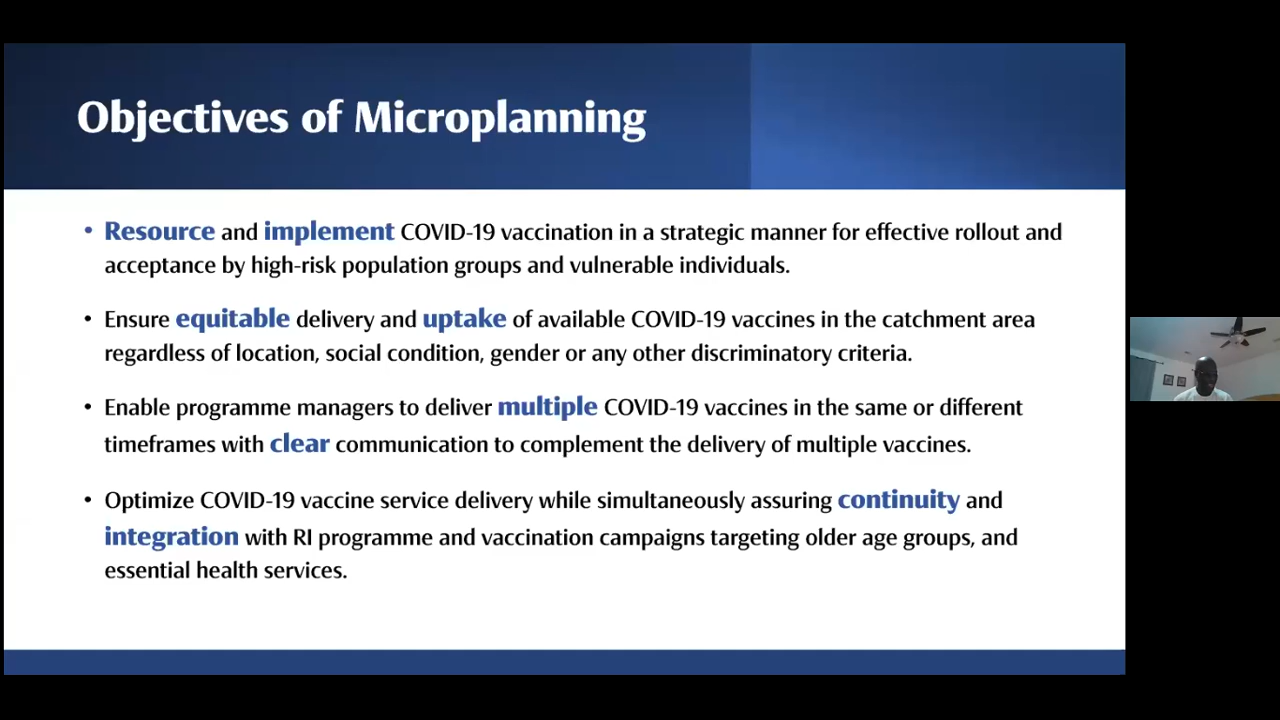 Objectives of Microplanning
• Resource and implement COVID-19 vaccination in a strategic manner for effective rollout and
acceptance by high-risk population groups and vulnerable individuals.
• Ensure equitable delivery and uptake of available COVID-19 vaccines in the catchment area
regardless of location, social condition, gender or any other discriminatory criteria.
• Enable programme managers to deliver multiple COVID-19 vaccines in the same or different
timeframes with clear communication to complement the delivery of multiple vaccines.
• Optimize COVID-19 vaccine service delivery while simultaneously assuring continuity and
integration with RI programme and vaccination campaigns targeting older age groups, and
essential health services.